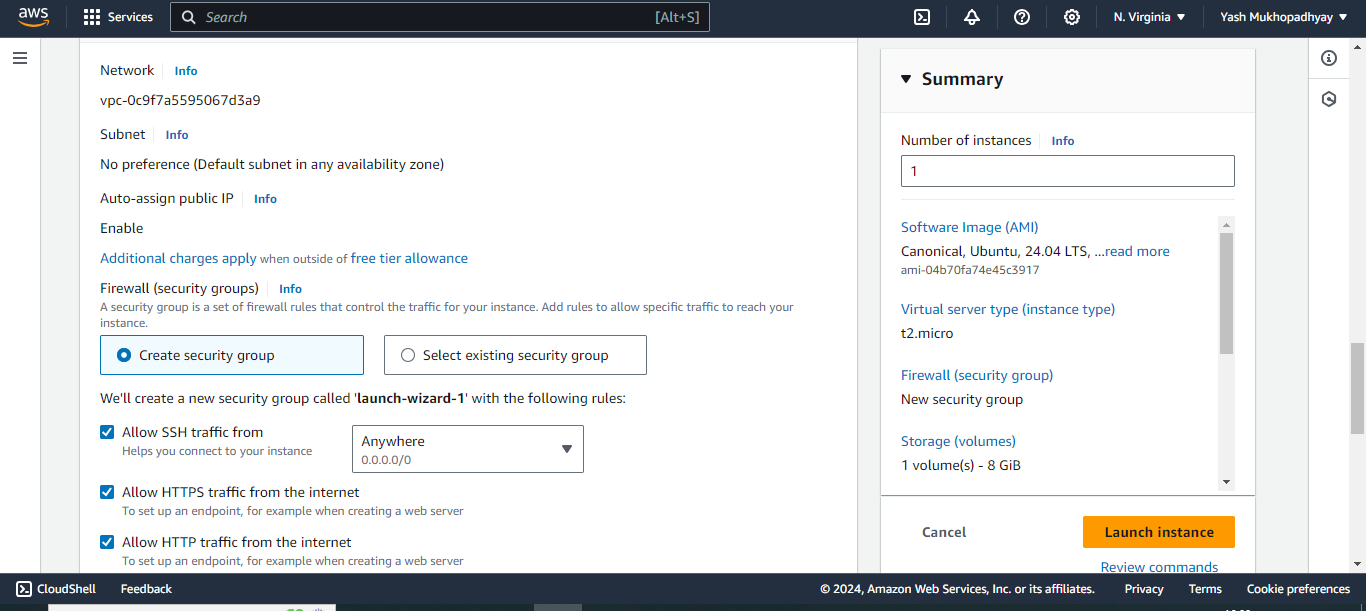 aws
Services
Search
[Alt+S]
N. Virginia
Yash Mukhopadhyay
Network
Info
vpc-0c9f7a5595067d3a9
Subnet
Info
No preference (Default subnet in any availability zone)
Auto-assign public IP
Info
Enable
Additional charges apply when outside of free tier allowance
Firewall (security groups)
Info
A security group is a set of firewall rules that control the traffic for your instance. Add rules to allow specific traffic to reach your
instance.
Create security group
Select existing security group
We'll create a new security group called 'launch-wizard-1' with the following rules:
Allow SSH traffic from
Helps you connect to your instance
Anywhere
0.0.0.0/0
Allow HTTPS traffic from the internet
To set up an endpoint, for example when creating a web server
Allow HTTP traffic from the internet
To set up an endpoint, for example when creating a web server
Summary
Number of instances
Info
1
Software Image (AMI)
Canonical, Ubuntu, 24.04 LTS, ...read more
ami-04b70fa74e45c3917
Virtual server type (instance type)
t2.micro
Firewall (security group)
New security group
Storage (volumes)
1 volume(s) - 8 GiB
Cancel
Launch instance
Review commands
CloudShell
Feedback
© 2024, Amazon Web Services, Inc. or its affiliates.
Privacy
Terms
Cookie preferences